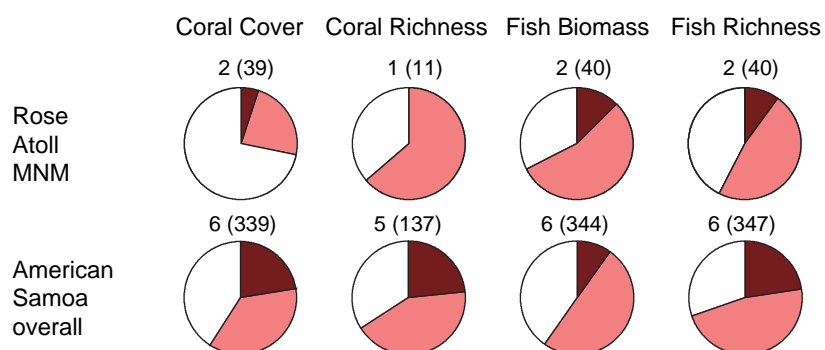 Coral Cover Coral Richness Fish Biomass Fish Richness
2 (39) 1 (11) 2 (40) 2 (40)
Rose
Atoll
MNM
6 (339) 5 (137) 6 (344) 6 (347)
American
Samoa
overall